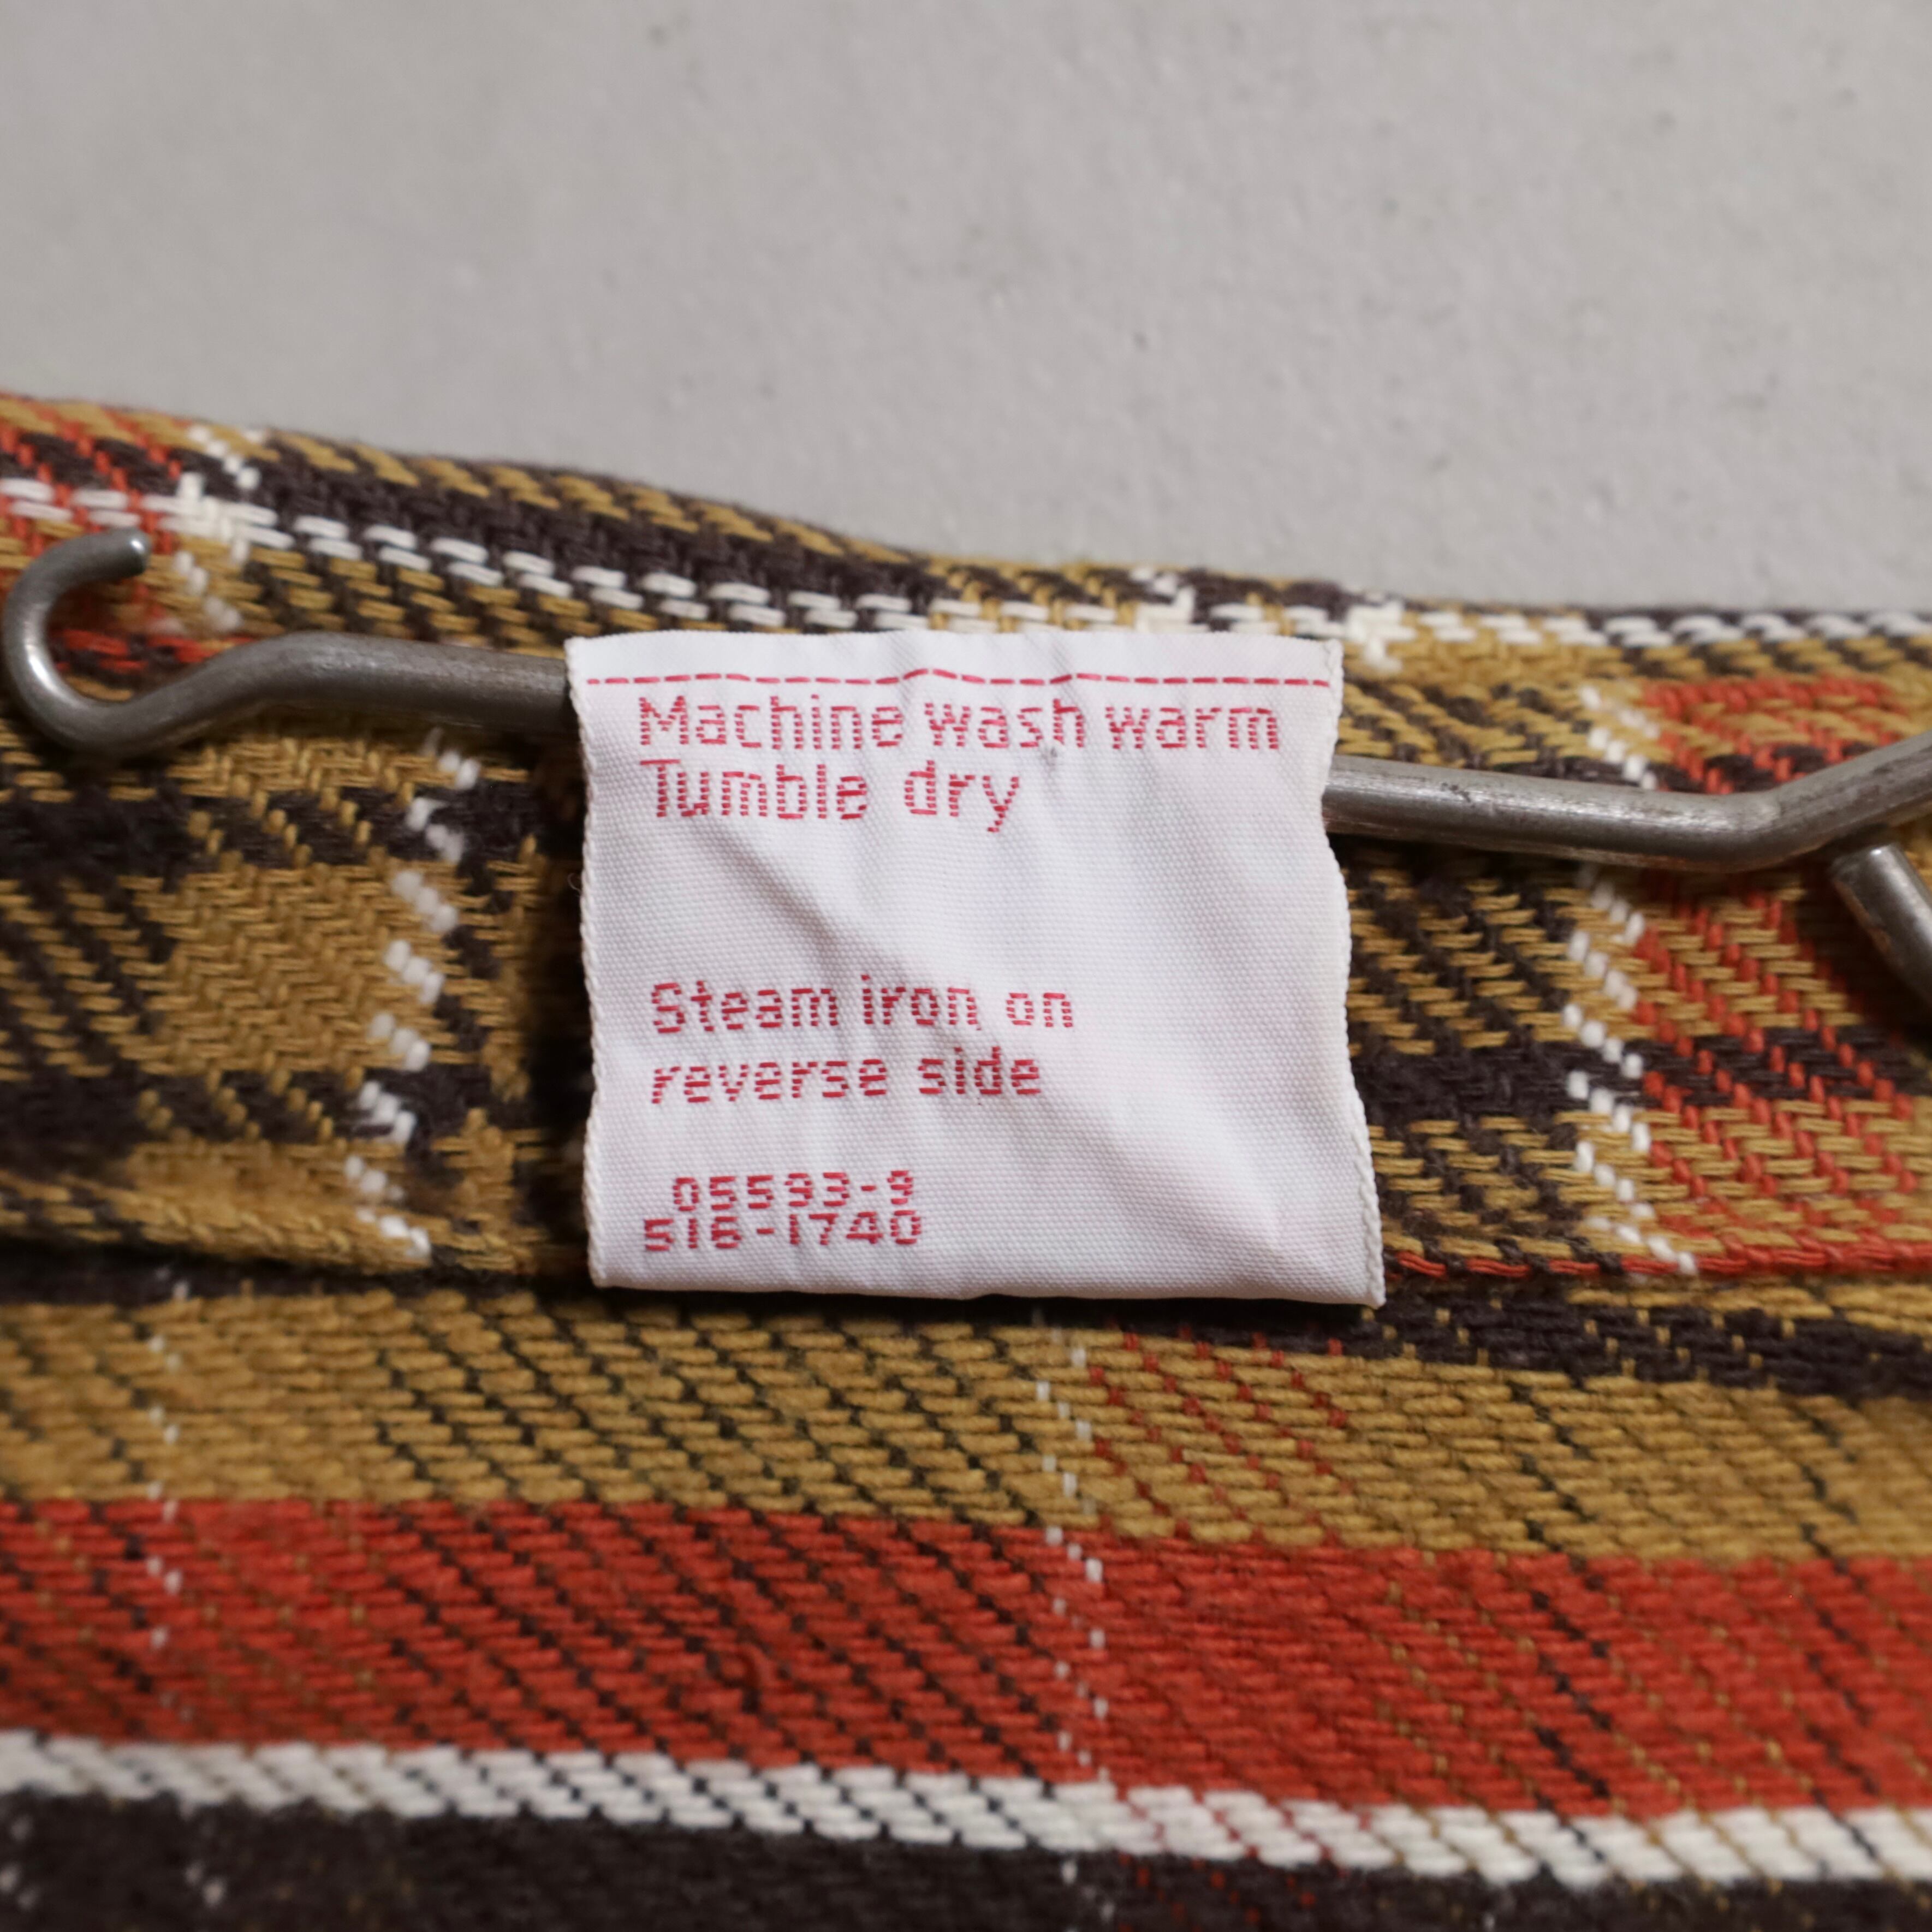 Machine wash warm
Tumble dry
Steam iron on
reverse side
05593-9
516-1740